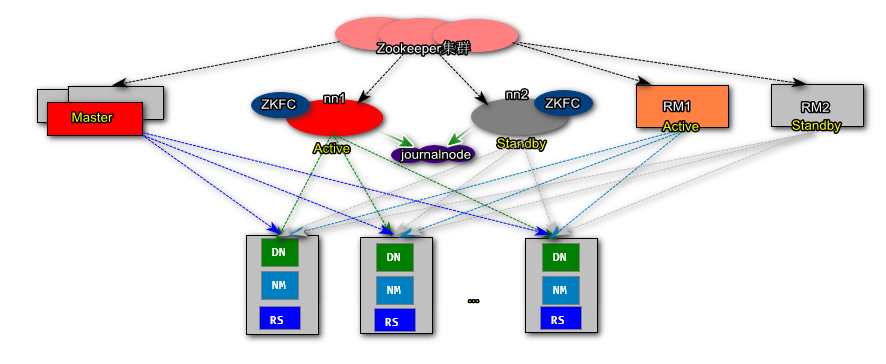 Zookeeper集群
ZKFC
nn1
nn2
ZKFC
Master
RM1
RM2
Active
journalnode
Standby
Active
Standby
DN
DN
DN
NM
NM
NM
...
RS
RS
RS